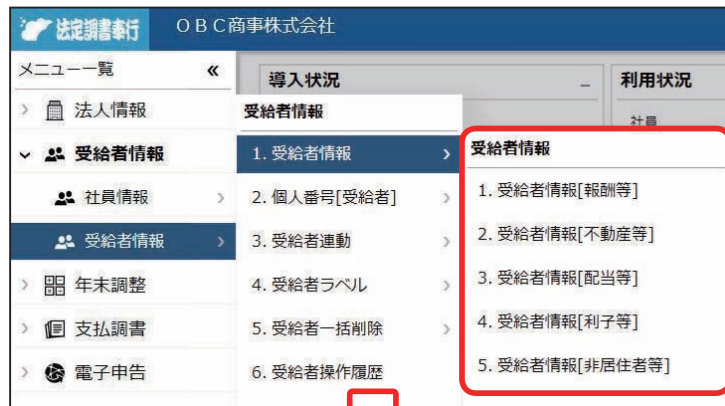 法定調書奉行
ＯＢＣ商事株式会社
メニュー一覧 «
法人情報
受給者情報
社員情報
受給者情報
年末調整
支払調書
電子申告
導入状況
受給者情報
1. 受給者情報
2. 個人番号[受給者]
3. 受給者連動
4. 受給者ラベル
5. 受給者一括削除
6. 受給者操作履歴
利用状況
社員
受給者情報
1. 受給者情報[報酬等]
2. 受給者情報[不動産等]
3. 受給者情報[配当等]
4. 受給者情報[利子等]
5. 受給者情報[非居住者等]